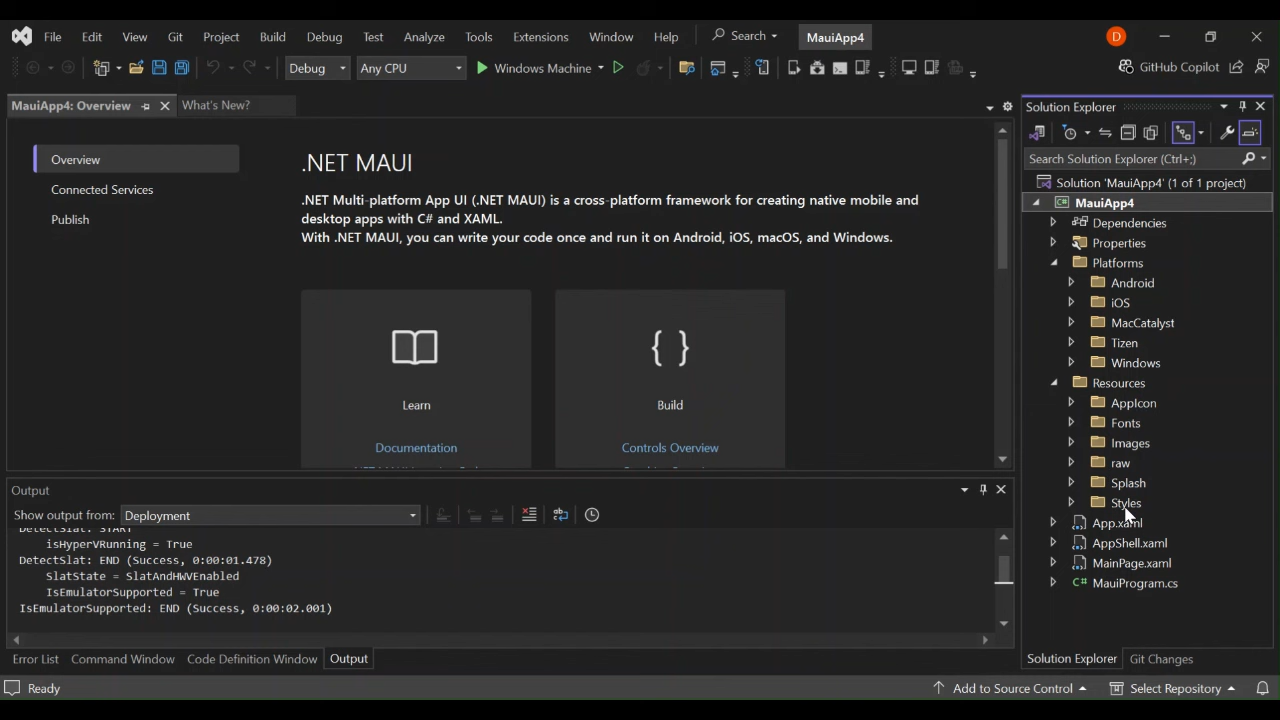 File Edit View Git Project Build Debug Test Analyze Tools Extensions Window Help Search MauiApp4 D
Debug Any CPU Windows Machine GitHub Copilot
MauiApp4: Overview What's New?
Overview
Connected Services
Publish
.NET MAUI
.NET Multi-platform App UI (.NET MAUI) is a cross-platform framework for creating native mobile and
desktop apps with C# and XAML.
With .NET MAUI, you can write your code once and run it on Android, iOS, macOS, and Windows.
Learn
Documentation
{ }
Build
Controls Overview
Output
Show output from: Deployment
DetectSlat: START
isHyperVRunning = True
DetectSlat: END (Success, 0:00:01.478)
SlatState = SlatAndHWVEnabled
IsEmulatorSupported = True
IsEmulatorSupported: END (Success, 0:00:02.001)
Error List Command Window Code Definition Window Output
Solution Explorer
Search Solution Explorer (Ctrl+;)
Solution 'MauiApp4' (1 of 1 project)
C# MauiApp4
Dependencies
Properties
Platforms
Android
iOS
MacCatalyst
Tizen
Windows
Resources
AppIcon
Fonts
Images
raw
Splash
Styles
App.xaml
AppShell.xaml
MainPage.xaml
C# MauiProgram.cs
Solution Explorer Git Changes
Ready Add to Source Control Select Repository